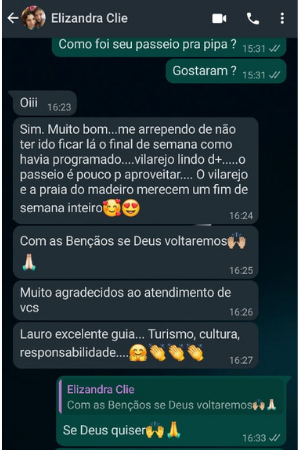 Elizandra Clie
Como foi seu passeio pra pipa ? 15:31
Gostaram ? 15:31
Oiii 16:23
Sim. Muito bom...me arrependo de não
ter ido ficar lá o final de semana como
havia programado....vilarejo lindo d+.....o
passeio é pouco p aproveitar.... O vilarejo
e a praia do madeiro merecem um fim de
semana inteiro🥰😍
16:24
Com as Bençãos se Deus voltaremos🙌🏻
🙏🏻
16:25
Muito agradecidos ao atendimento de
vcs
16:26
Lauro excelente guia... Turismo, cultura,
responsabilidade....🤗👏👏👏
16:27
Elizandra Clie
Com as Bençãos se Deus voltaremos🙌🏻🙏🏻
Se Deus quiser🙌🙏
16:33